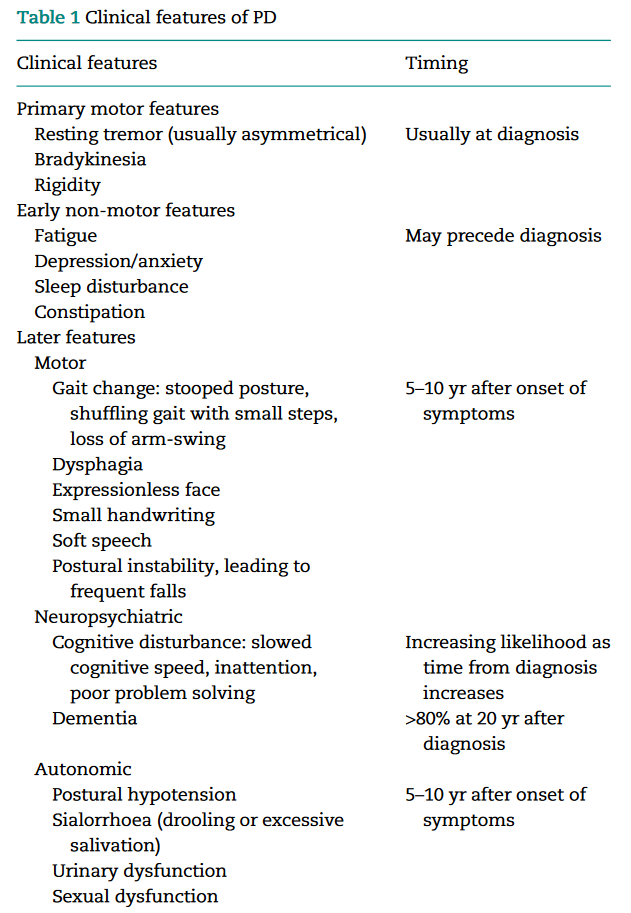 Table 1 Clinical features of PD
Clinical features Timing
Primary motor features
Resting tremor (usually asymmetrical) Usually at diagnosis
Bradykinesia
Rigidity
Early non-motor features
Fatigue May precede diagnosis
Depression/anxiety
Sleep disturbance
Constipation
Later features
Motor
Gait change: stooped posture, 5–10 yr after onset of
shuffling gait with small steps, symptoms
loss of arm-swing
Dysphagia
Expressionless face
Small handwriting
Soft speech
Postural instability, leading to
frequent falls
Neuropsychiatric
Cognitive disturbance: slowed Increasing likelihood as
cognitive speed, inattention, time from diagnosis
poor problem solving increases
Dementia >80% at 20 yr after
diagnosis
Autonomic
Postural hypotension 5–10 yr after onset of
Sialorrhoea (drooling or excessive symptoms
salivation)
Urinary dysfunction
Sexual dysfunction